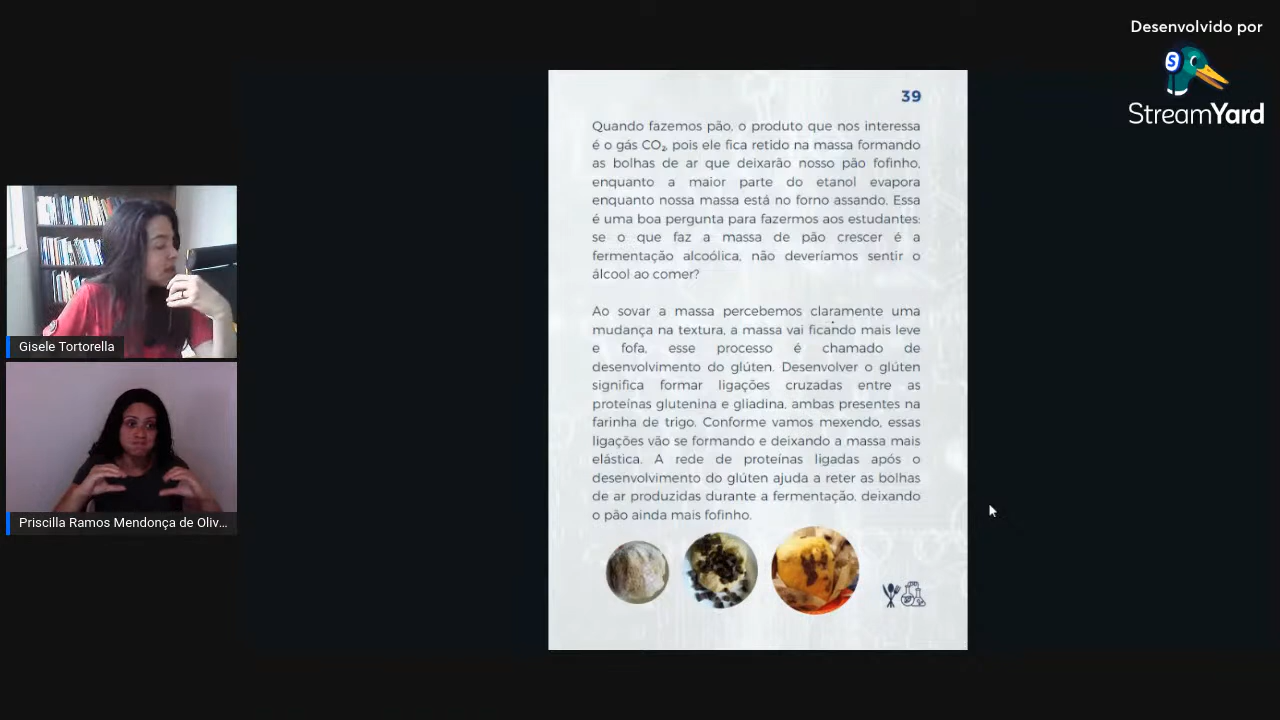 Desenvolvido por
StreamYard
39
Quando fazemos pão, o produto que nos interessa
é o gás CO₂, pois ele fica retido na massa formando
as bolhas de ar que deixarão nosso pão fofinho,
enquanto a maior parte do etanol evapora
enquanto nossa massa está no forno assando. Essa
é uma boa pergunta para fazermos aos estudantes:
se o que faz a massa de pão crescer é a
fermentação alcoólica, não deveríamos sentir o
álcool ao comer?
Ao sovar a massa percebemos claramente uma
mudança na textura, a massa vai ficando mais leve
e fofa, esse processo é chamado de
desenvolvimento do glúten. Desenvolver o glúten
significa formar ligações cruzadas entre as
proteínas glutenina e gliadina, ambas presentes na
farinha de trigo. Conforme vamos mexendo, essas
ligações vão se formando e deixando a massa mais
elástica. A rede de proteínas ligadas após o
desenvolvimento do glúten ajuda a reter as bolhas
de ar produzidas durante a fermentação, deixando
o pão ainda mais fofinho.
Gisele Tortorella
Priscilla Ramos Mendonça de Oliv...